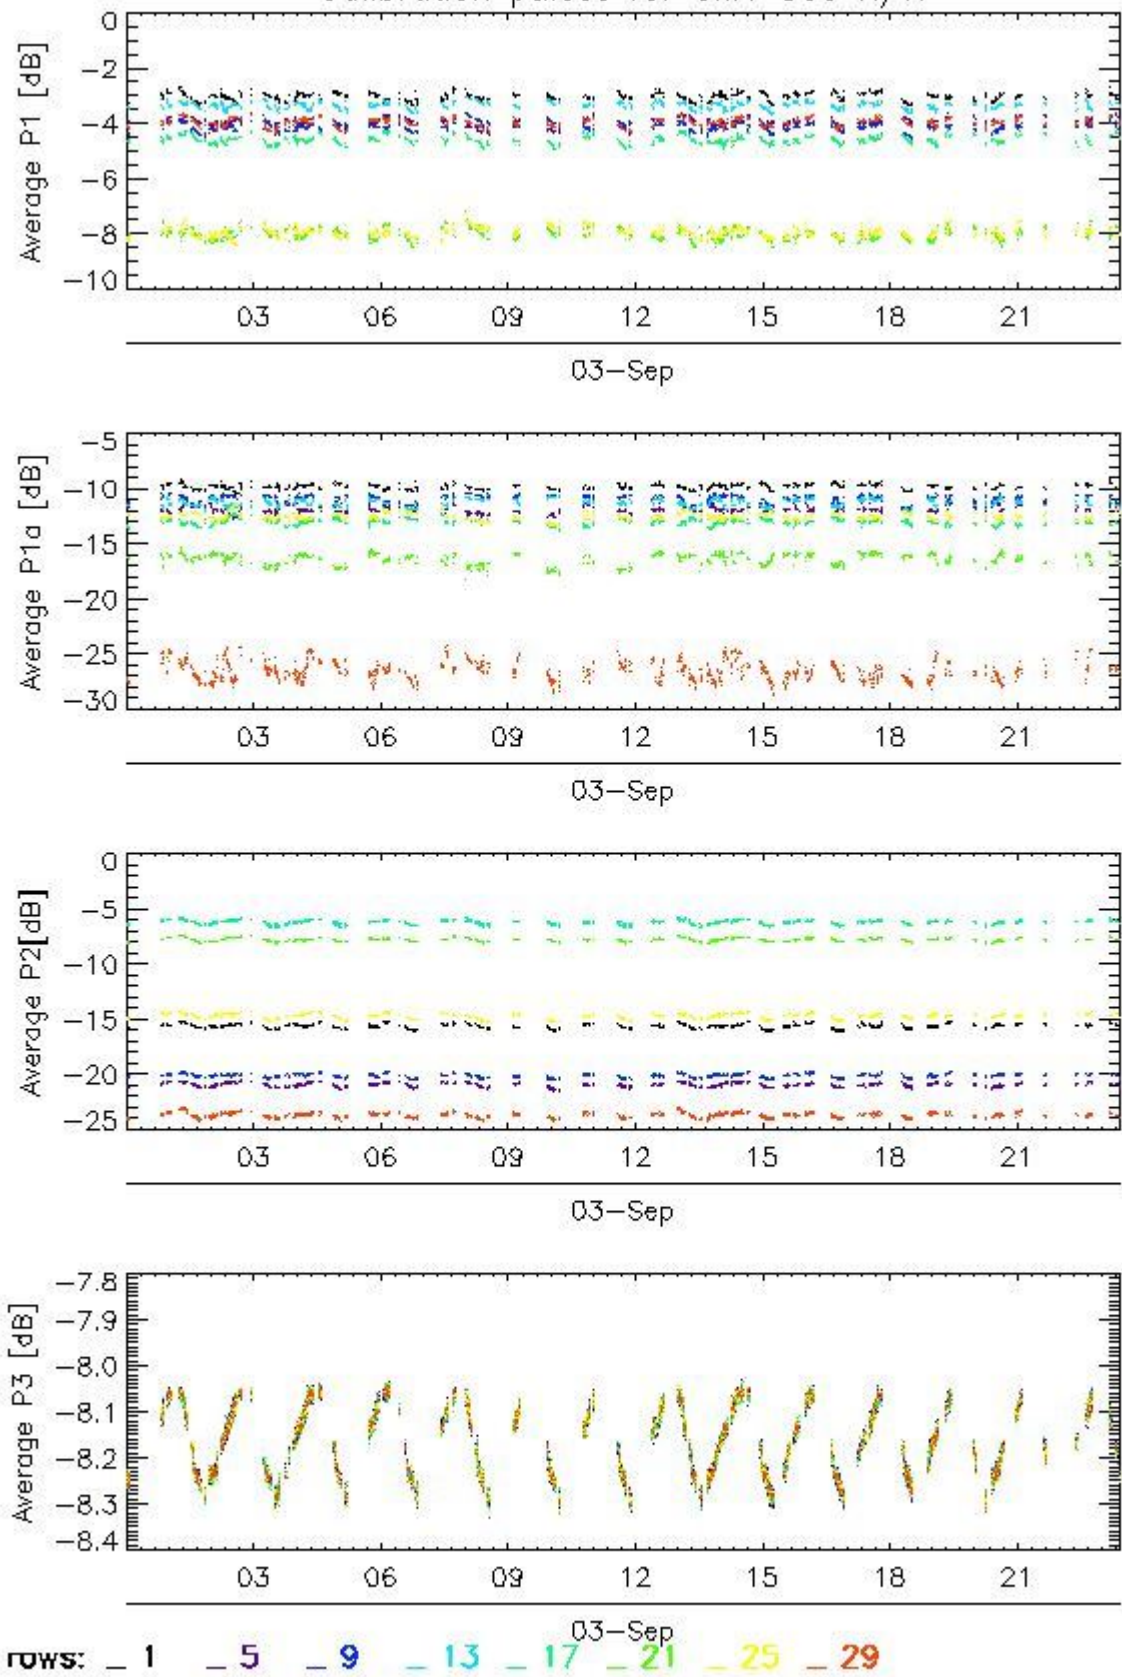 0
-2
-4
-6
-8
-10
Average P1 [dB]
03 06 09 12 15 18 21
03-Sep
-5
-10
-15
-20
-25
-30
Average P1a [dB]
03 06 09 12 15 18 21
03-Sep
0
-5
-10
-15
-20
-25
Average P2[dB]
03 06 09 12 15 18 21
03-Sep
-7.8
-7.9
-8.0
-8.1
-8.2
-8.3
-8.4
Average P3 [dB]
03 06 09 12 15 18 21
03-Sep
rows: _ 1 _ 5 _ 9 _ 13 _ 17 _ 21 _ 25 _ 29